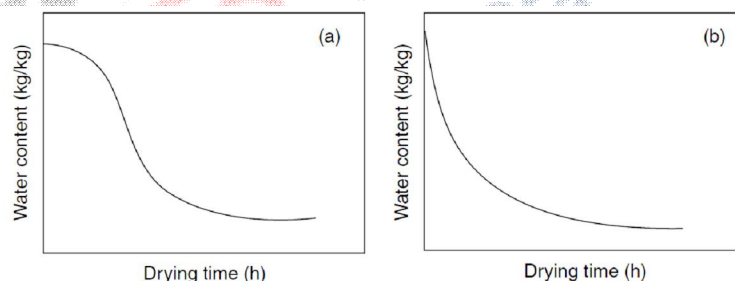 (a)
Water content (kg/kg)
Drying time (h)
(b)
Water content (kg/kg)
Drying time (h)